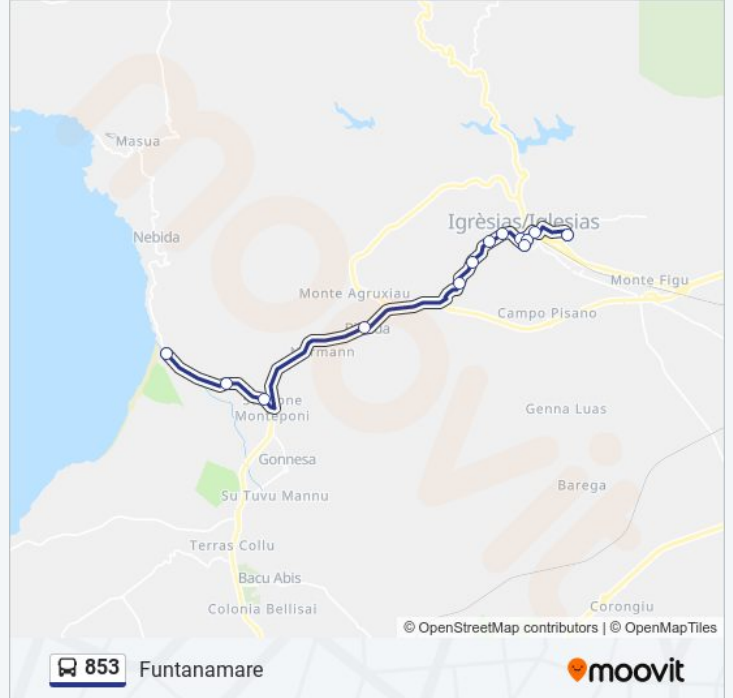 Masua
Igrèsias/Iglesias
Nebida
Monte Figu
Monte Agruxiau
Campo Pisano
Monteponi
Genna Luas
Gonnesa
Barega
Su Tuvu Mannu
Terras Collu
Bacu Abis
Colonia Bellisai
Corongiu
© OpenStreetMap contributors | © OpenMapTiles
853 Funtanamare
moovit
moovit